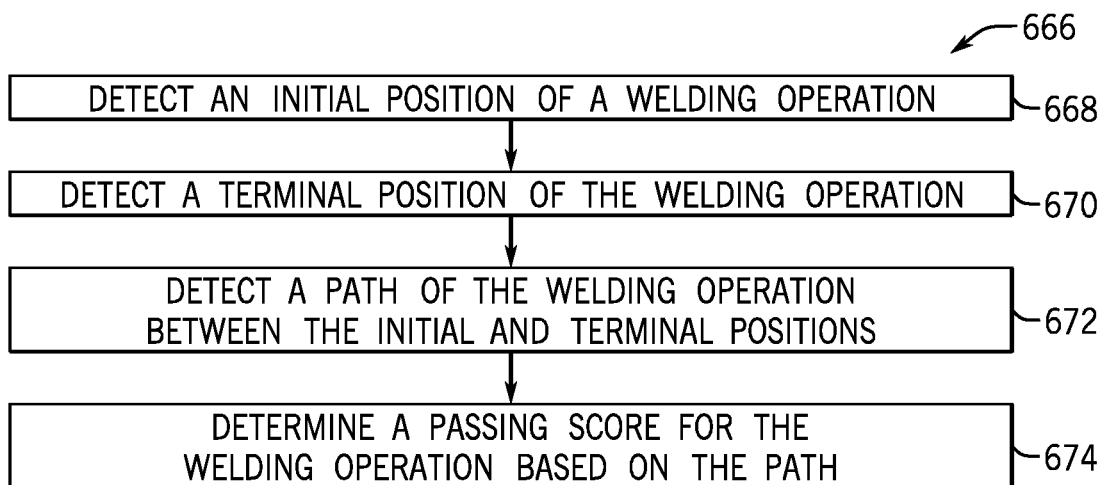 666
DETECT AN INITIAL POSITION OF A WELDING OPERATION
668
DETECT A TERMINAL POSITION OF THE WELDING OPERATION
670
DETECT A PATH OF THE WELDING OPERATION
BETWEEN THE INITIAL AND TERMINAL POSITIONS
672
DETERMINE A PASSING SCORE FOR THE
WELDING OPERATION BASED ON THE PATH
674